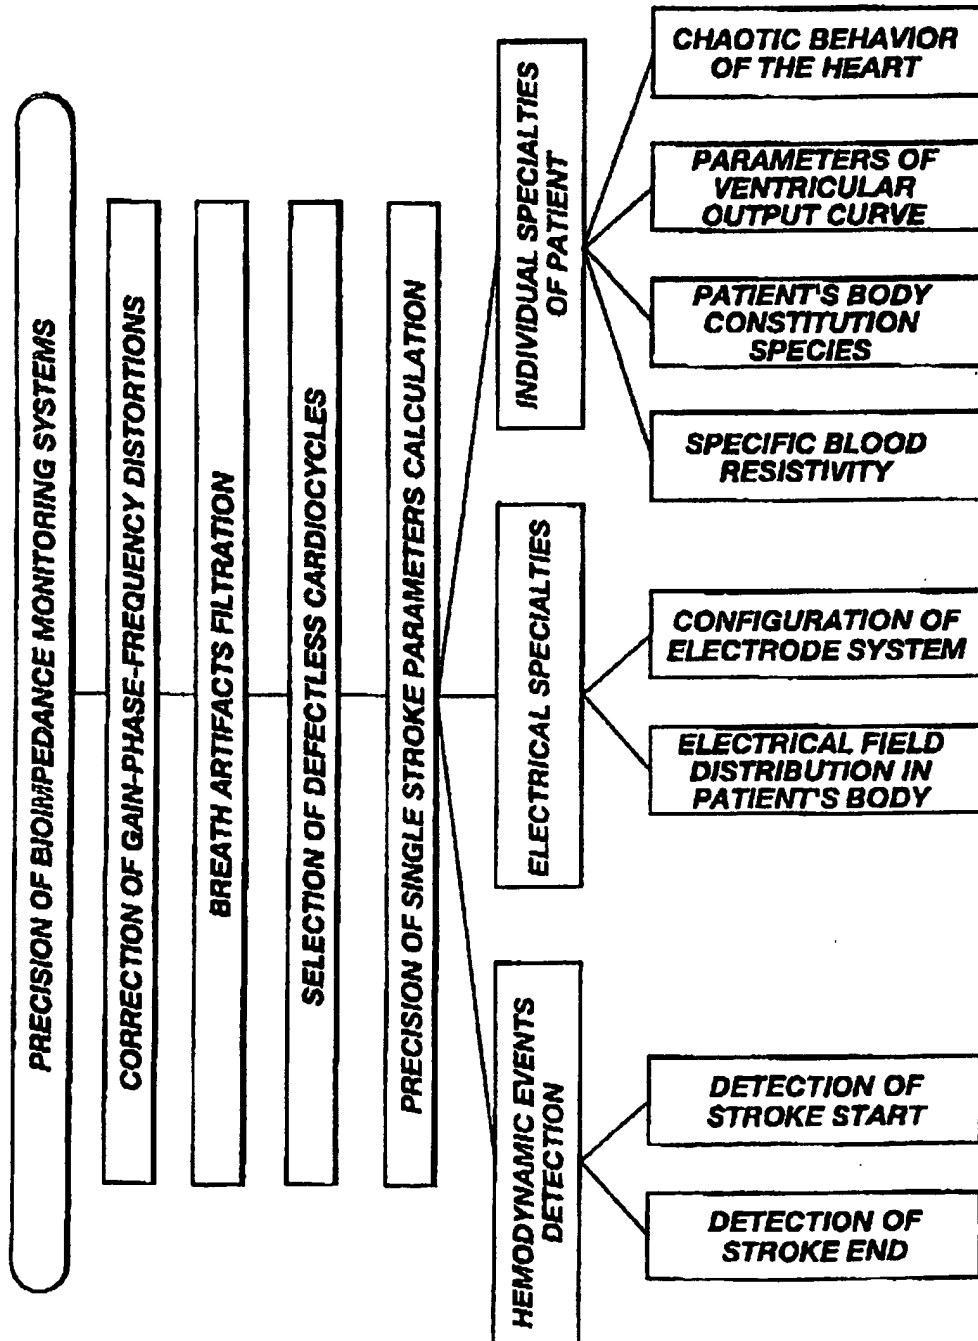 PRECISION OF BIOIMPEDANCE MONITORING SYSTEMS
CORRECTION OF GAIN-PHASE-FREQUENCY DISTORTIONS
BREATH ARTIFACTS FILTRATION
SELECTION OF DEFECTLESS CARDIOCYCLES
PRECISION OF SINGLE STROKE PARAMETERS CALCULATION
INDIVIDUAL SPECIALTIES
OF PATIENT
CHAOTIC BEHAVIOR
OF THE HEART
PARAMETERS OF
VENTRICULAR
OUTPUT CURVE
PATIENT'S BODY
CONSTITUTION
SPECIES
SPECIFIC BLOOD
RESISTIVITY
ELECTRICAL SPECIALTIES
CONFIGURATION OF
ELECTRODE SYSTEM
ELECTRICAL FIELD
DISTRIBUTION IN
PATIENT'S BODY
HEMODYNAMIC EVENTS
DETECTION
DETECTION OF
STROKE START
DETECTION OF
STROKE END